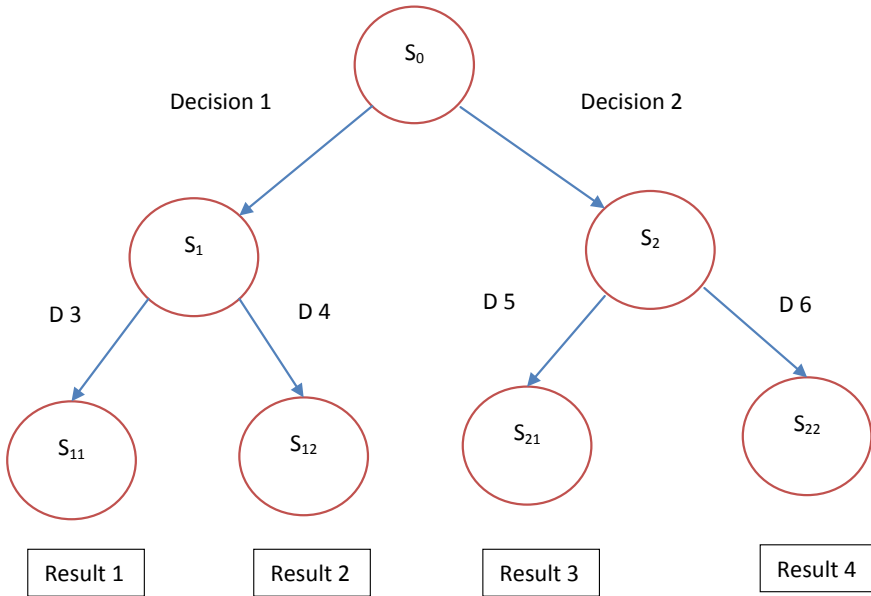 S₀
Decision 1
Decision 2
S₁
S₂
D 3
D 4
D 5
D 6
S₁₁
S₁₂
S₂₁
S₂₂
Result 1
Result 2
Result 3
Result 4